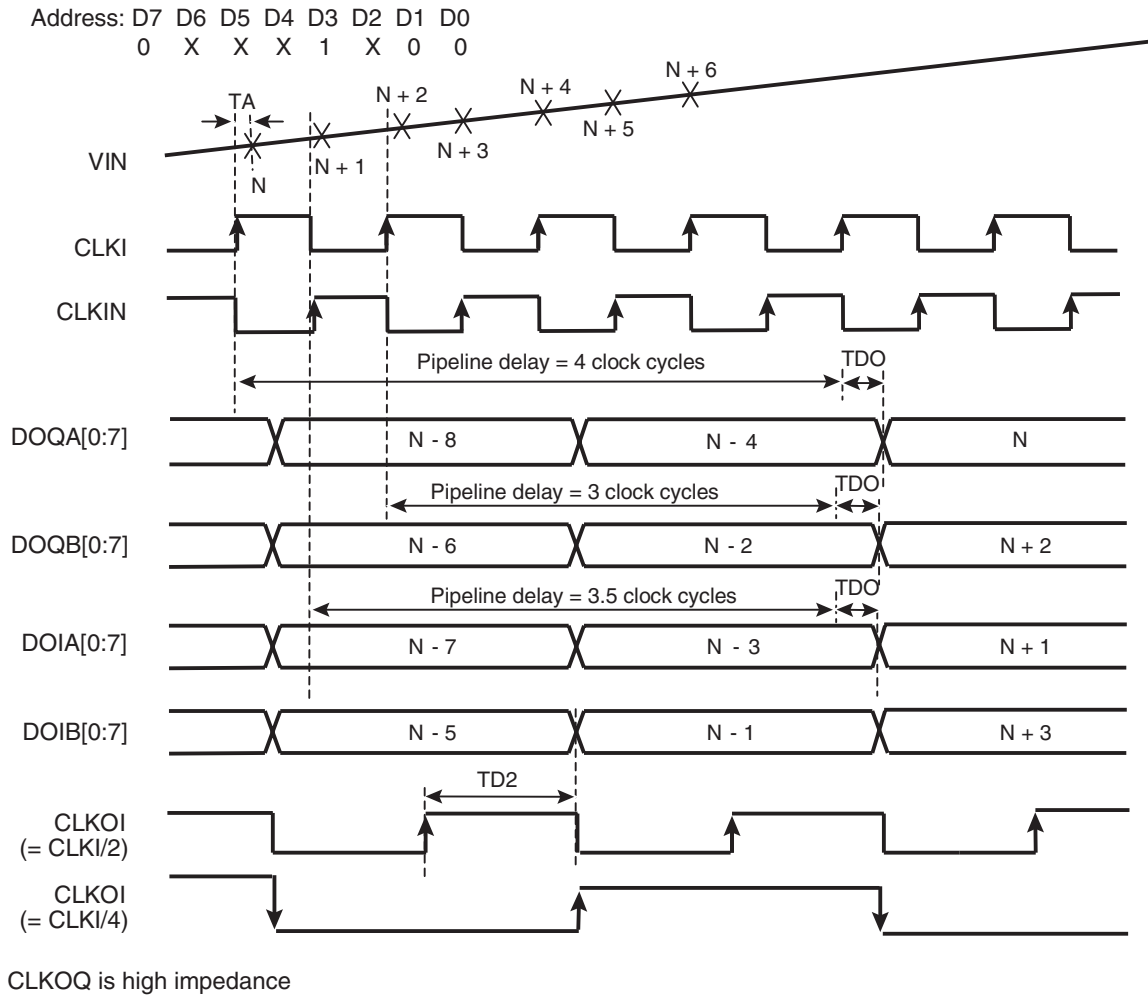 Address: D7 D6 D5 D4 D3 D2 D1 D0
0 X X X 1 X 0 0
TA
N + 2
N + 4
N + 6
VIN
N
N + 1
N + 3
N + 5
CLKI
CLKIN
Pipeline delay = 4 clock cycles
TDO
DOQA[0:7]
N - 8
N - 4
N
Pipeline delay = 3 clock cycles
TDO
DOQB[0:7]
N - 6
N - 2
N + 2
Pipeline delay = 3.5 clock cycles
TDO
DOIA[0:7]
N - 7
N - 3
N + 1
DOIB[0:7]
N - 5
N - 1
N + 3
TD2
CLKOI
(= CLKI/2)
CLKOI
(= CLKI/4)
CLKOQ is high impedance